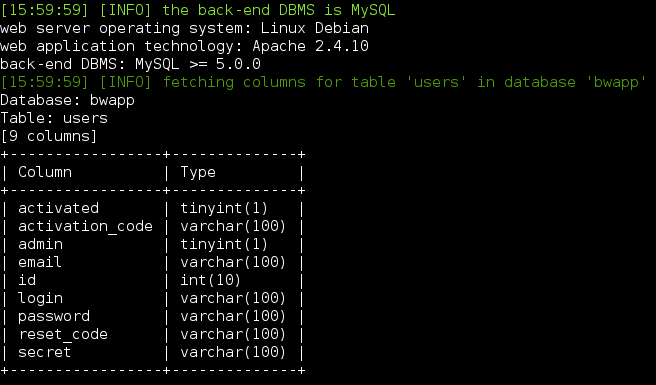 [15:59:59] [INFO] the back-end DBMS is MySQL
web server operating system: Linux Debian
web application technology: Apache 2.4.10
back-end DBMS: MySQL >= 5.0.0
[15:59:59] [INFO] fetching columns for table 'users' in database 'bwapp'
Database: bwapp
Table: users
[9 columns]
+-----------------+--------------+
| Column          | Type         |
+-----------------+--------------+
| activated       | tinyint(1)   |
| activation_code | varchar(100) |
| admin           | tinyint(1)   |
| email           | varchar(100) |
| id              | int(10)      |
| login           | varchar(100) |
| password        | varchar(100) |
| reset_code      | varchar(100) |
| secret          | varchar(100) |
+-----------------+--------------+